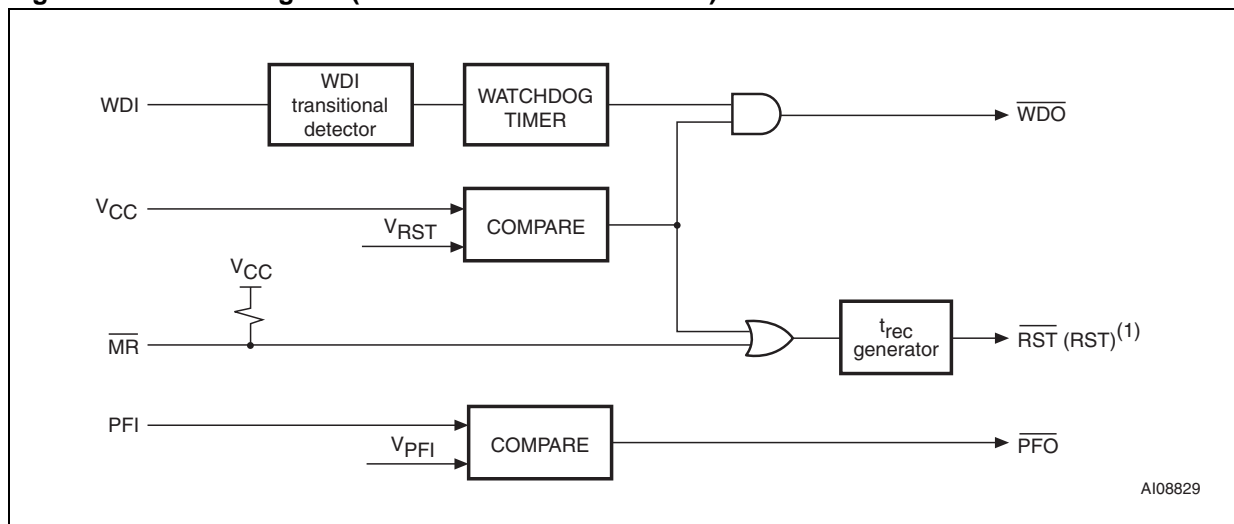 WDI
WDI
transitional
detector
WATCHDOG
TIMER
WDO
VCC
VRST
COMPARE
VCC
MR
trec
generator
RST (RST)(1)
PFI
VPFI
COMPARE
PFO
AI08829